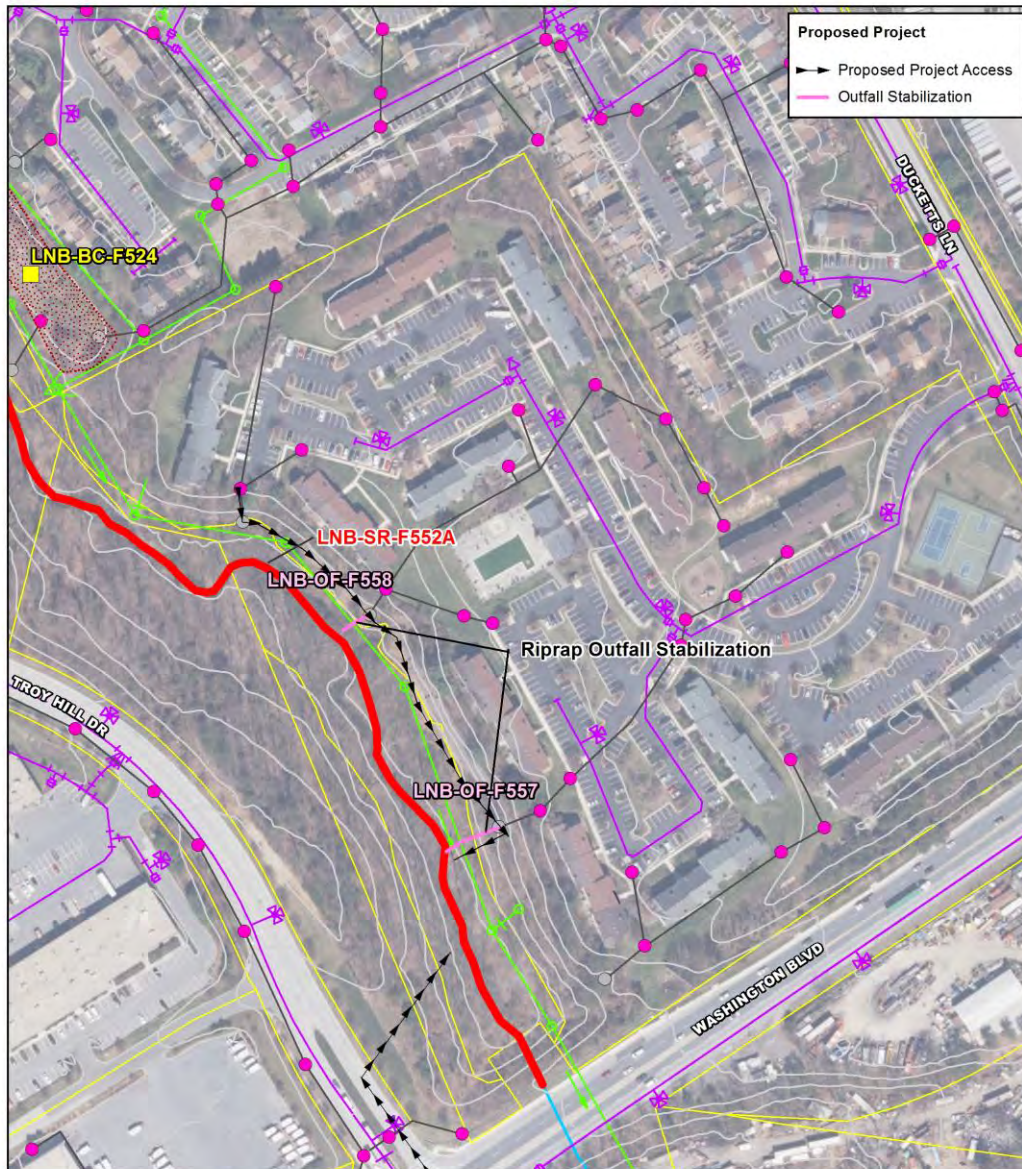 Proposed Project
Proposed Project Access
Outfall Stabilization
DUCKETTS LN
LNB-BC-F524
LNB-SR-F552A
LNB-OF-F558
Riprap Outfall Stabilization
TROY HILL DR
LNB-OF-F557
WASHINGTON BLVD